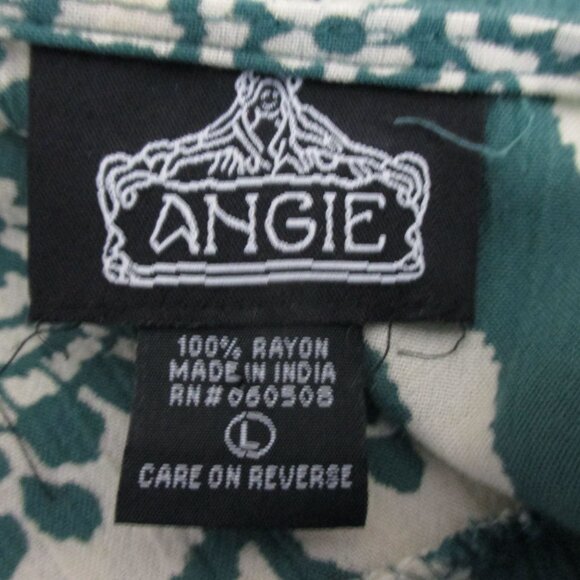 ANGIE
100% RAYON
MADE IN INDIA
RN# 060508
L
CARE ON REVERSE